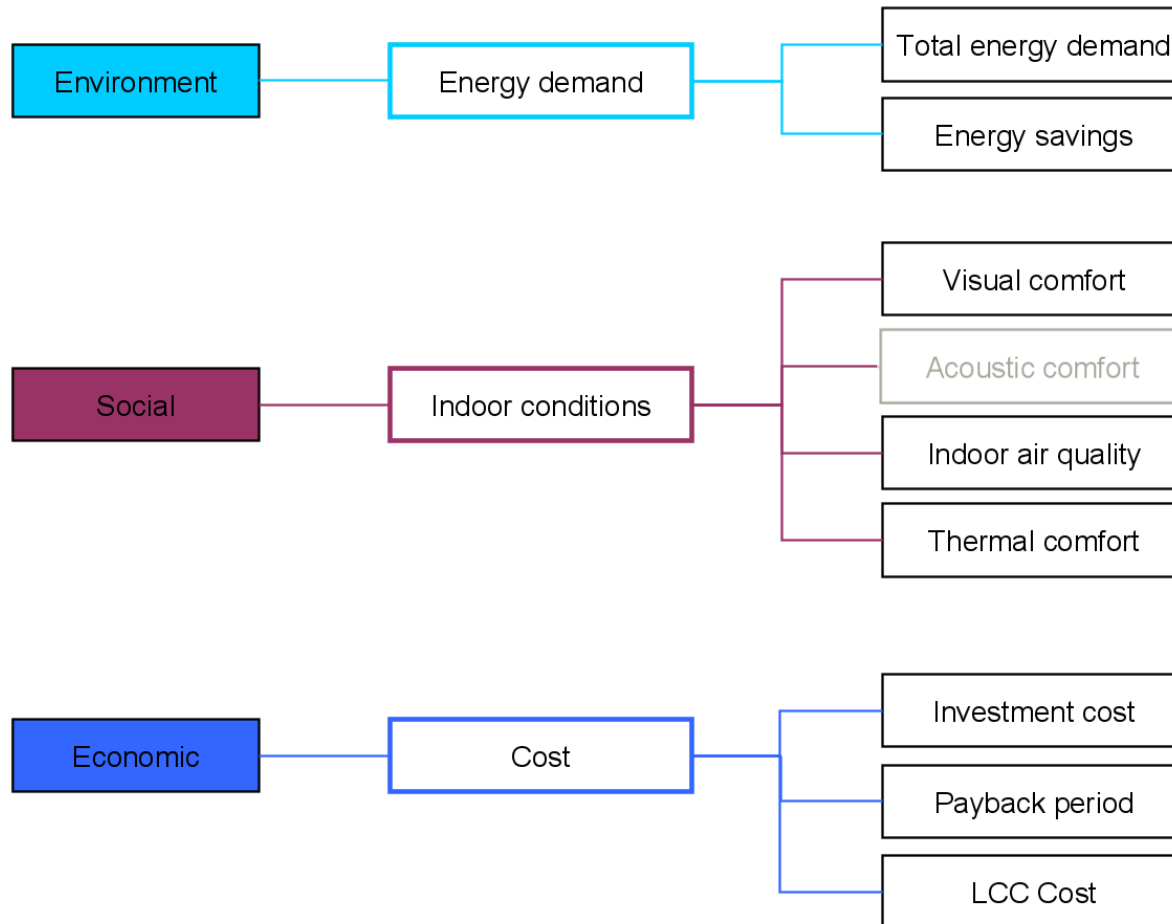 Environment
Energy demand
Total energy demand
Energy savings
Social
Indoor conditions
Visual comfort
Acoustic comfort
Indoor air quality
Thermal comfort
Economic
Cost
Investment cost
Payback period
LCC Cost